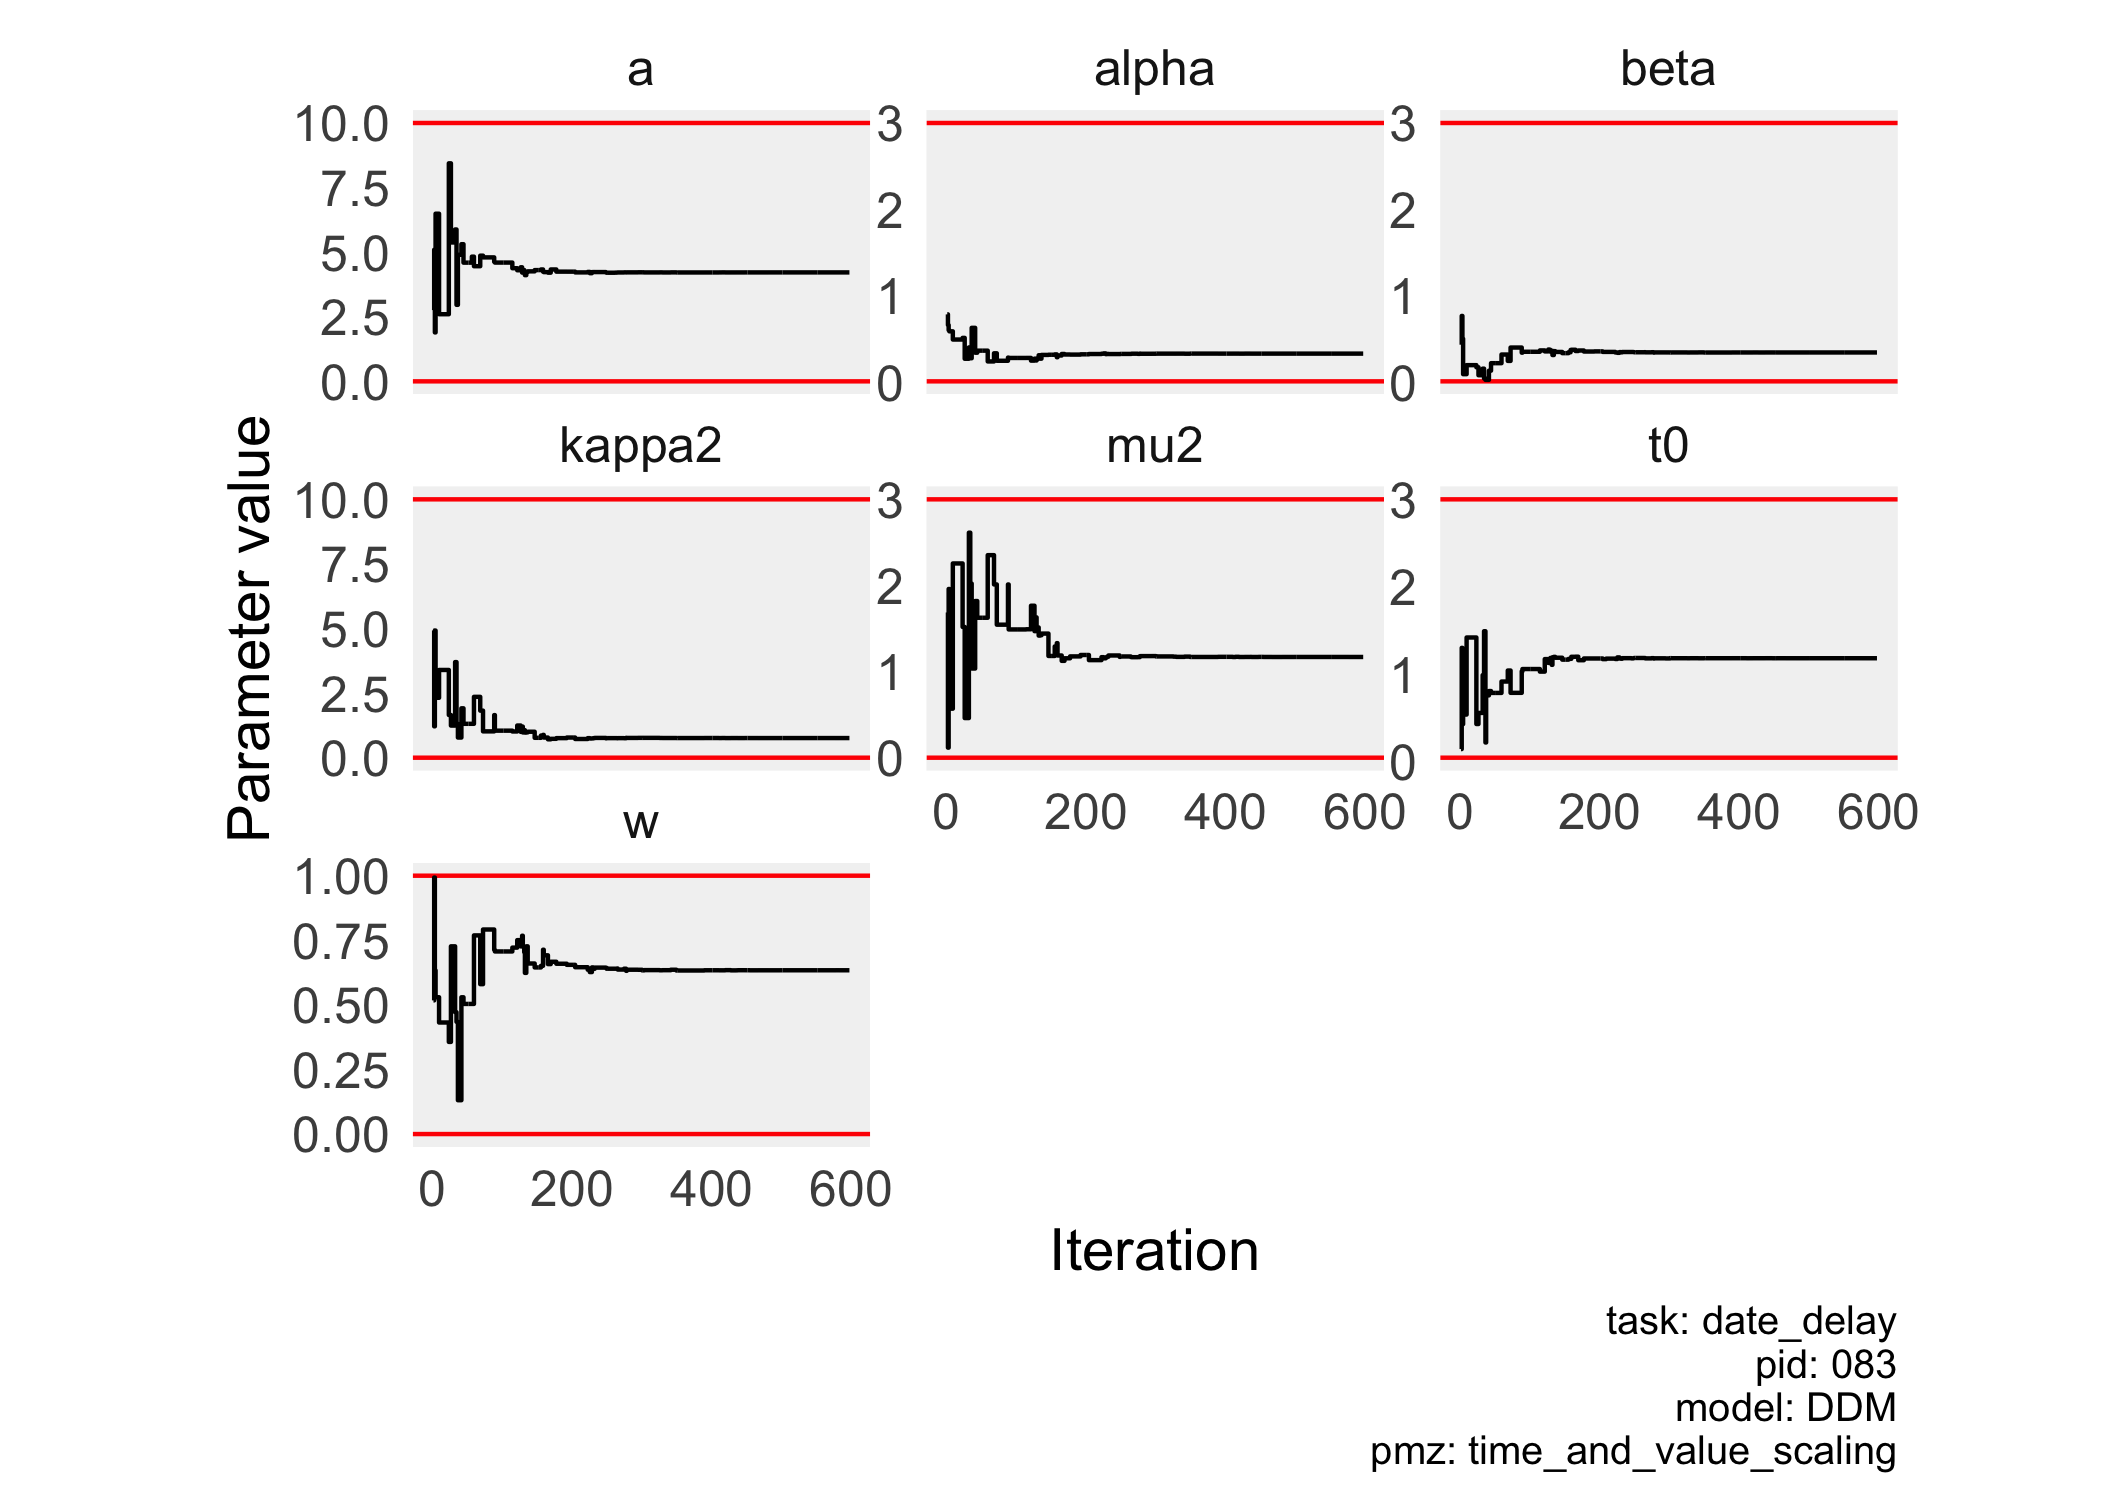 a alpha beta
10.0 3 3
7.5 2 2
5.0 1 1
2.5 0 0
0.0
kappa2 mu2 t0
10.0 3 3
7.5 2 2
5.0 1 1
2.5 0 0
0.0
0 200 400 600 0 200 400 600
w
1.00
0.75
0.50
0.25
0.00
0 200 400 600
Parameter value
Iteration
task: date_delay
pid: 083
model: DDM
pmz: time_and_value_scaling